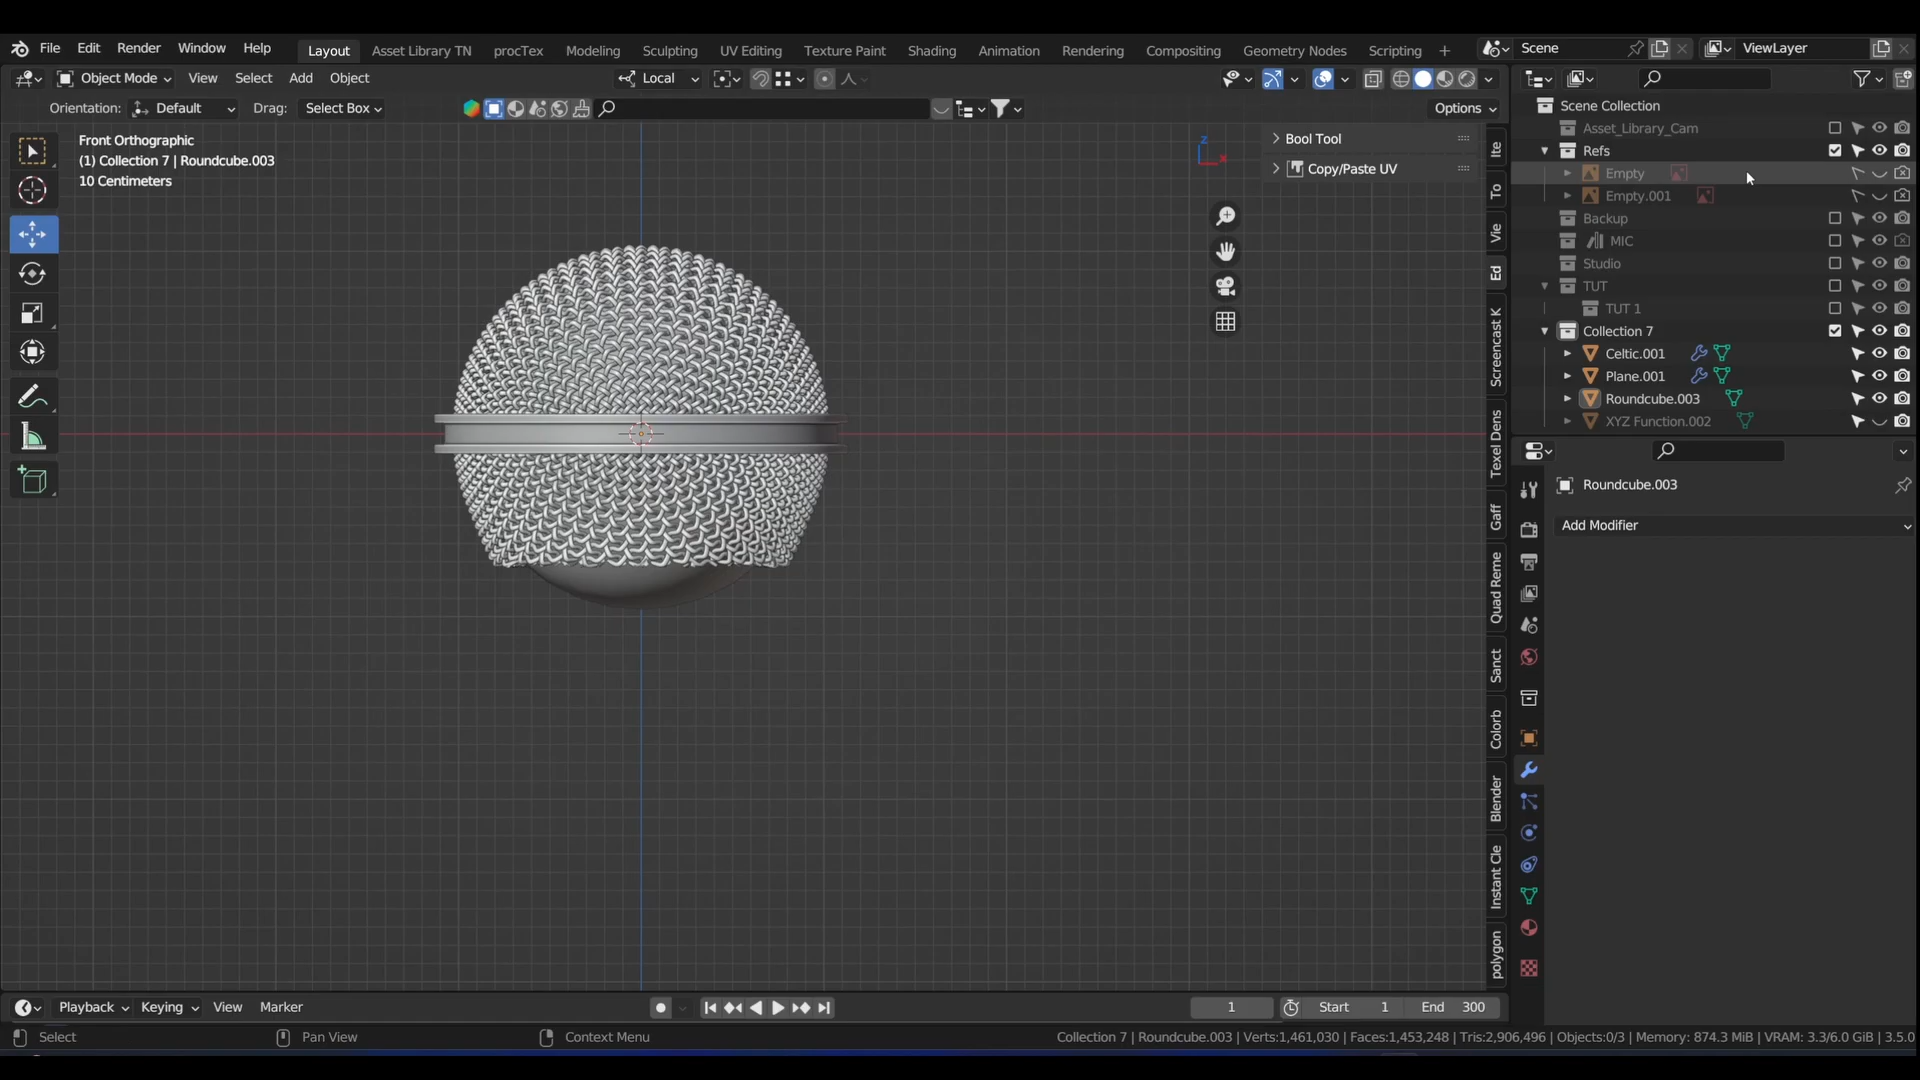 File Edit Render Window Help Layout Asset Library TN procTex Modeling Sculpting UV Editing Texture Paint Shading Animation Rendering Compositing Geometry Nodes Scripting Scene ViewLayer
Object Mode View Select Add Object Local
Orientation: Default Drag: Select Box Options
Front Orthographic
(1) Collection 7 | Roundcube.003
10 Centimeters
Z
X
Bool Tool
Copy/Paste UV
Ite
To
Vie
Ed
Screencast K
Texel Dens
Gaff
Quad Reme
Sanct
Colorb
Blender
Instant Cle
polygon
Scene Collection
Asset_Library_Cam
Refs
Empty
Empty.001
Backup
MIC
Studio
TUT
TUT 1
Collection 7
Celtic.001
Plane.001
Roundcube.003
XYZ Function.002
Roundcube.003
Add Modifier
Playback Keying View Marker 1 Start 1 End 300
Select Pan View Context Menu Collection 7 | Roundcube.003 | Verts:1,461,030 | Faces:1,453,248 | Tris:2,906,496 | Objects:0/3 | Memory: 874.3 MiB | VRAM: 3.3/6.0 GiB | 3.5.0